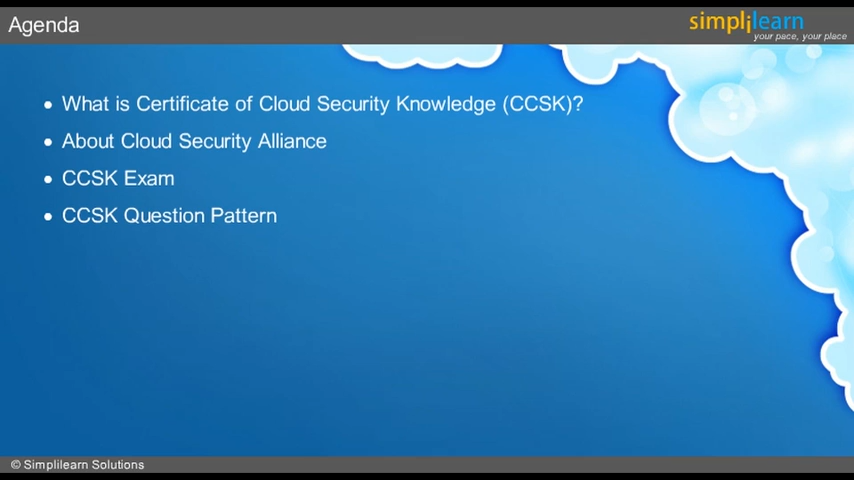 Agenda
simplilearn
your pace, your place
• What is Certificate of Cloud Security Knowledge (CCSK)?
• About Cloud Security Alliance
• CCSK Exam
• CCSK Question Pattern
© Simplilearn Solutions